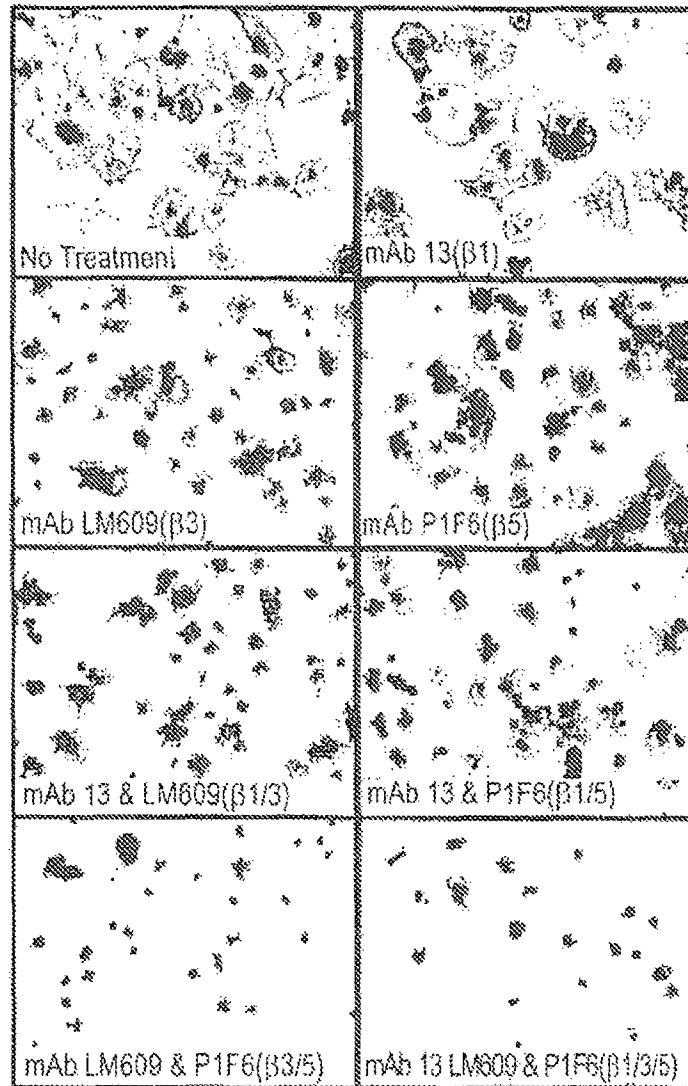 No Treatment
mAb 13(β1)
mAb LM609(β3)
mAb P1F6(β5)
mAb 13 & LM609(β1/3)
mAb 13 & P1F6(β1/5)
mAb LM609 & P1F6(β3/5)
mAb 13 LM609 & P1F6(β1/3/5)